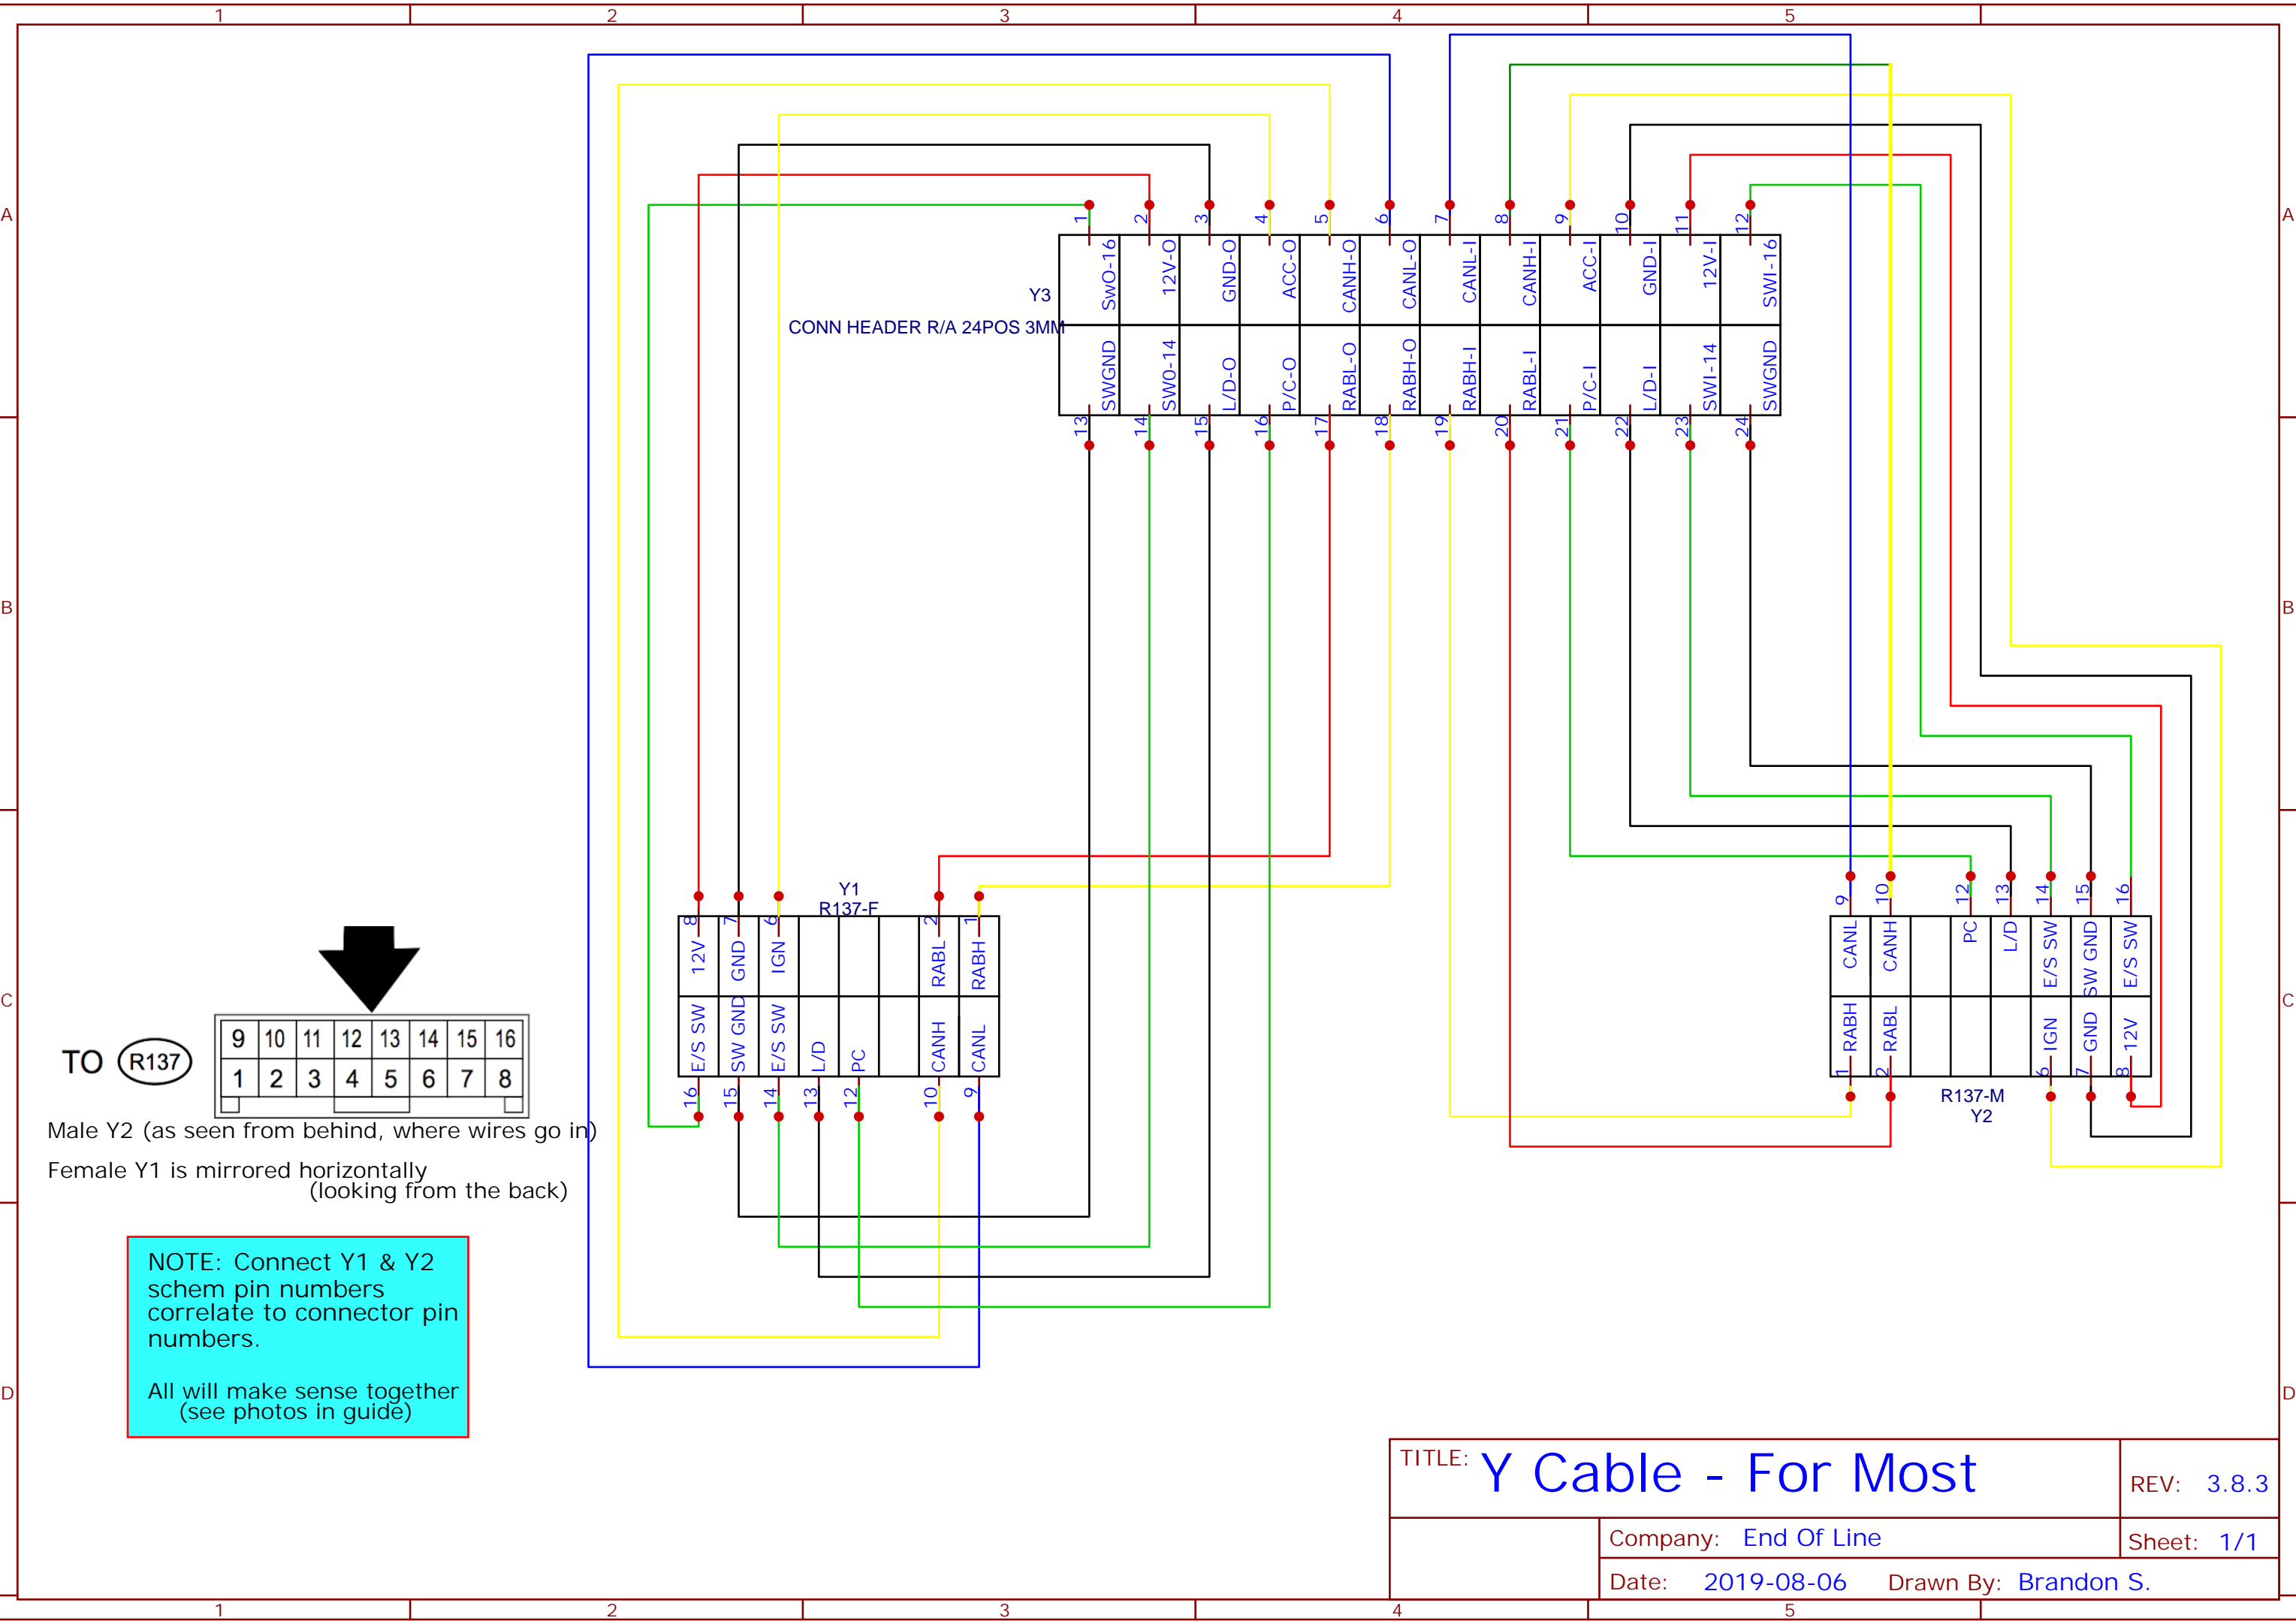 1 2 3 4 5
A A
B B
C C
D D
1 2 3 4 5
1 2 3 4 5 6 7 8 9 10 11 12
SwO-16 12V-O GND-O ACC-O CANH-O CANL-O CANL-I CANH-I ACC-I GND-I 12V-I SWI-16
Y3
CONN HEADER R/A 24POS 3MM
SWGND SW0-14 L/D-O P/C-O RABL-O RABH-O RABH-I RABL-I P/C-I L/D-I SWI-14 SWGND
13 14 15 16 17 18 19 20 21 22 23 24
Y1
R137-F
8 7 6 2 1
12V GND IGN RABL RABH
E/S SW SW GND E/S SW L/D PC CANH CANL
16 15 14 13 12 10 9
9 10 12 13 14 15 16
CANL CANH PC L/D E/S SW SW GND E/S SW
RABH RABL IGN GND 12V
1 2 6 7 8
R137-M
Y2
TO R137
9 10 11 12 13 14 15 16
1 2 3 4 5 6 7 8
Male Y2 (as seen from behind, where wires go in)
Female Y1 is mirrored horizontally
(looking from the back)
NOTE: Connect Y1 & Y2
schem pin numbers
correlate to connector pin
numbers.
All will make sense together
(see photos in guide)
TITLE: Y Cable - For Most
REV: 3.8.3
Company: End Of Line
Sheet: 1/1
Date: 2019-08-06 Drawn By: Brandon S.